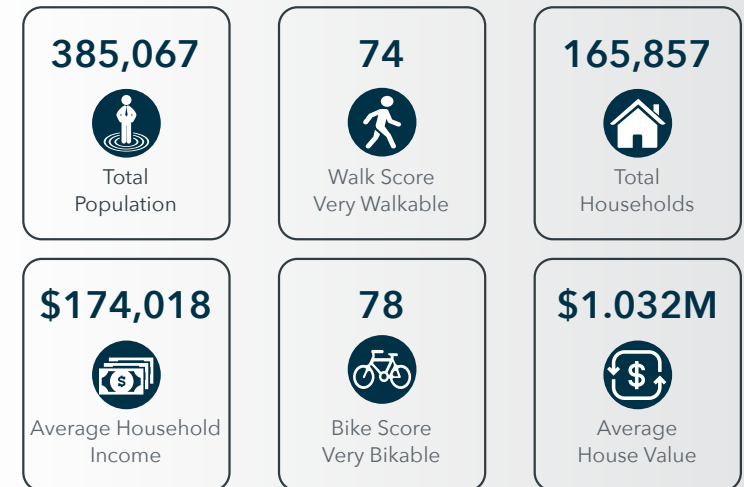 385,067
Total
Population
74
Walk Score
Very Walkable
165,857
Total
Households
$174,018
$
Average Household
Income
78
Bike Score
Very Bikable
$1.032M
$
Average
House Value